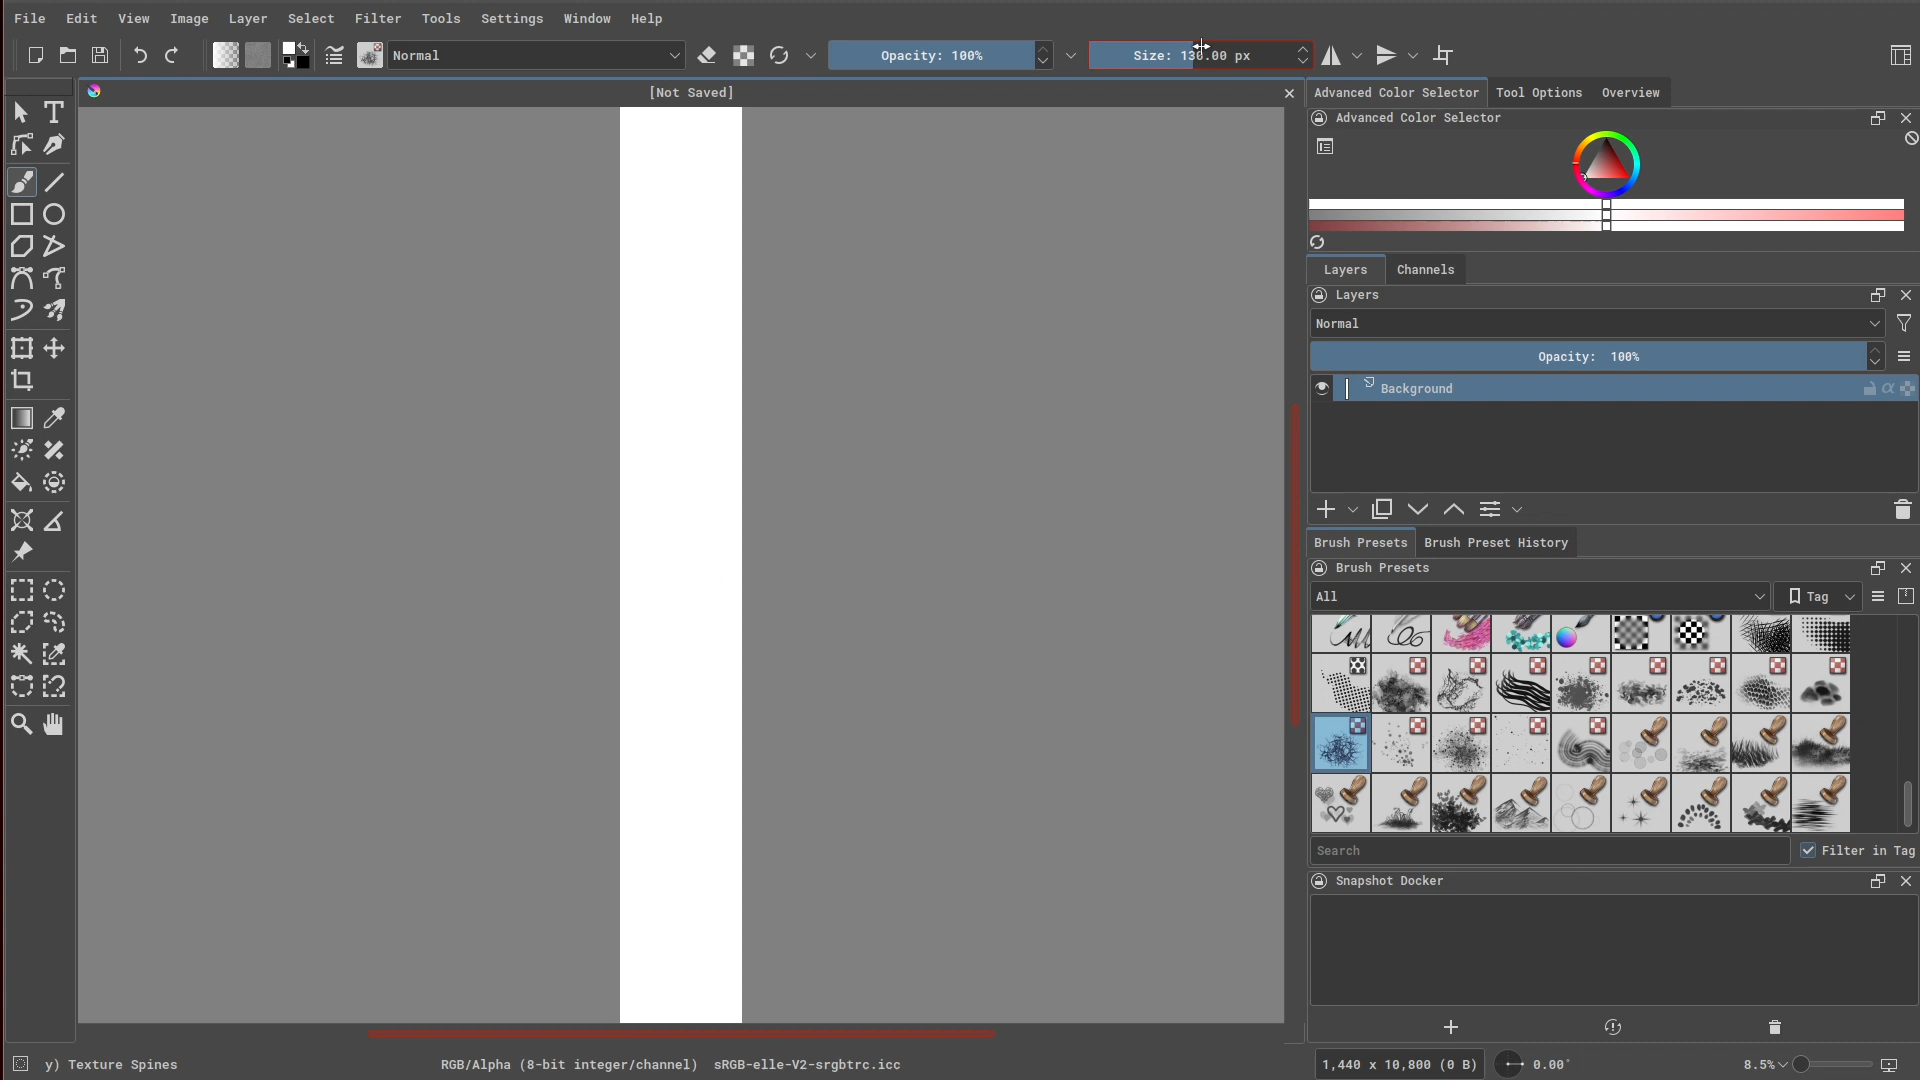 File Edit View Image Layer Select Filter Tools Settings Window Help
Normal Opacity: 100% Size: 130.00 px
[Not Saved]
Advanced Color Selector Tool Options Overview
Advanced Color Selector
Layers Channels
Layers
Normal
Opacity: 100%
Background
Brush Presets Brush Preset History
Brush Presets
All Tag
Search Filter in Tag
Snapshot Docker
y) Texture Spines RGB/Alpha (8-bit integer/channel) sRGB-elle-V2-srgbtrc.icc 1,440 x 10,800 (0 B) 0.00° 8.5%